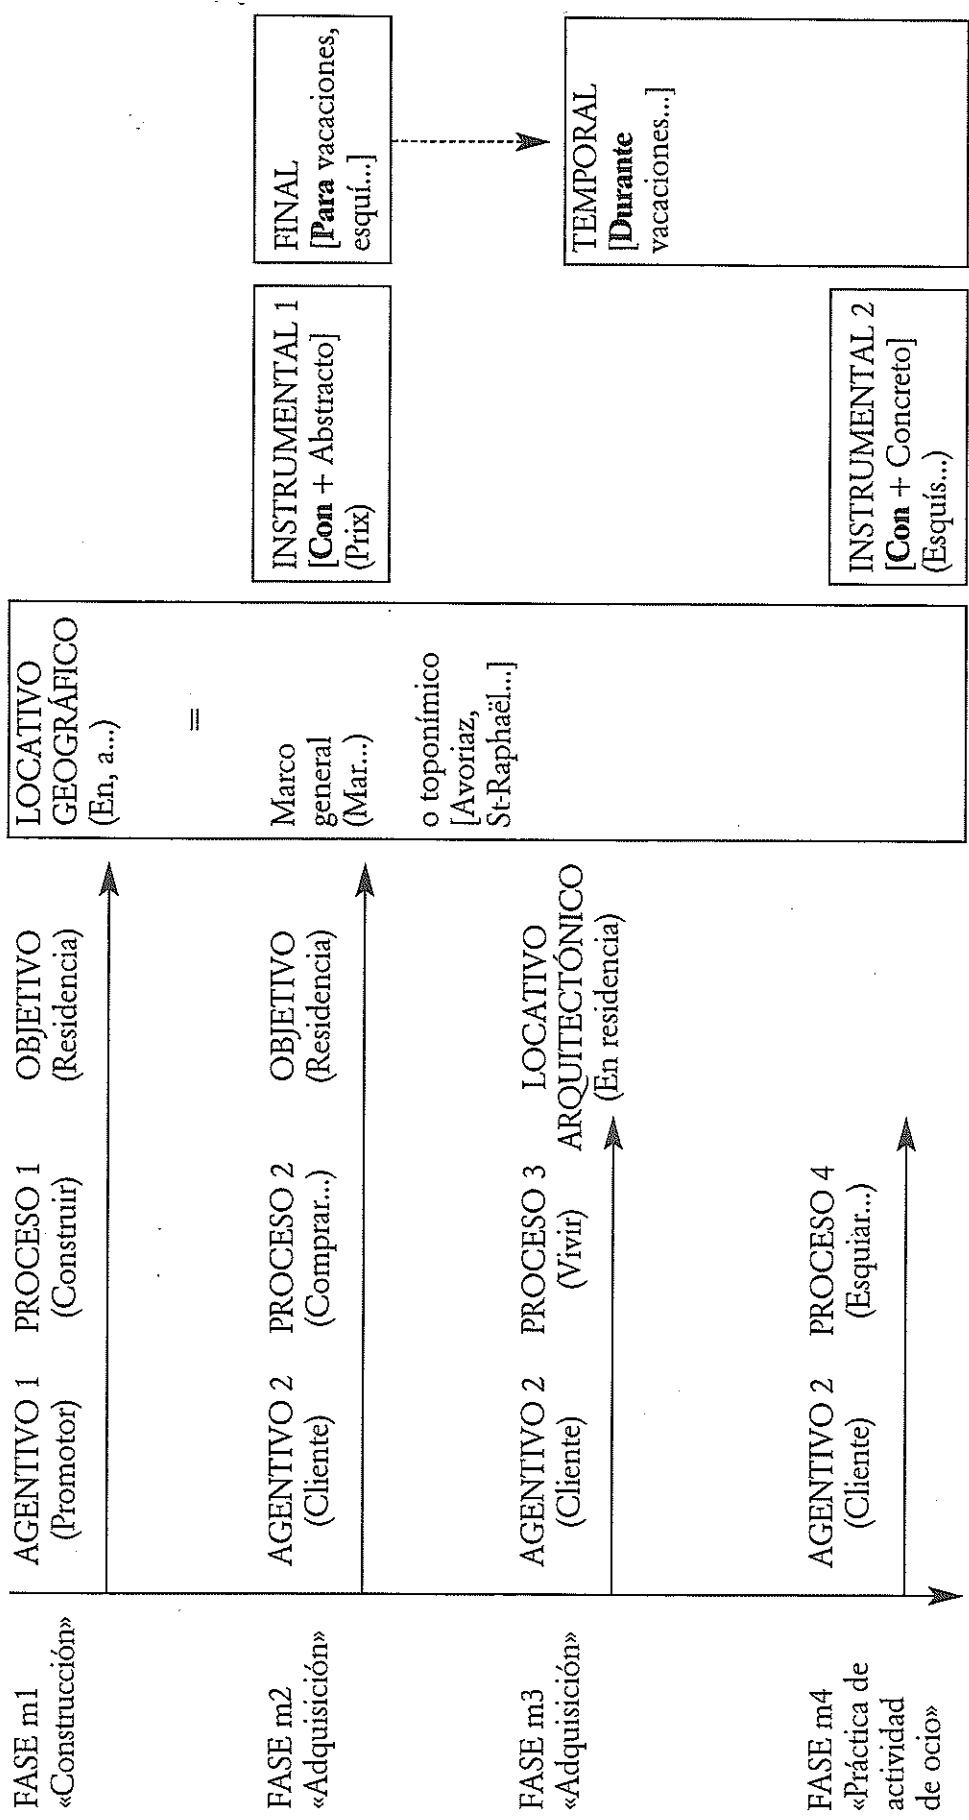 FASE m1
«Construcción»
AGENTIVO 1
(Promotor)
PROCESO 1
(Construir)
OBJETIVO
(Residencia)
LOCATIVO
GEOGRÁFICO
(En, a...)
=
Marco
general
(Mar...)
o toponímico
[Avoriaz,
St-Raphaël...]
FASE m2
«Adquisición»
AGENTIVO 2
(Cliente)
PROCESO 2
(Comprar...)
OBJETIVO
(Residencia)
INSTRUMENTAL 1
[Con + Abstracto]
(Prix)
FINAL
[Para vacaciones,
esquí...]
FASE m3
«Adquisición»
AGENTIVO 2
(Cliente)
PROCESO 3
(Vivir)
LOCATIVO
ARQUITECTÓNICO
(En residencia)
TEMPORAL
[Durante
vacaciones...]
FASE m4
«Práctica de
actividad
de ocio»
AGENTIVO 2
(Cliente)
PROCESO 4
(Esquiar...)
INSTRUMENTAL 2
[Con + Concreto]
(Esquís...)